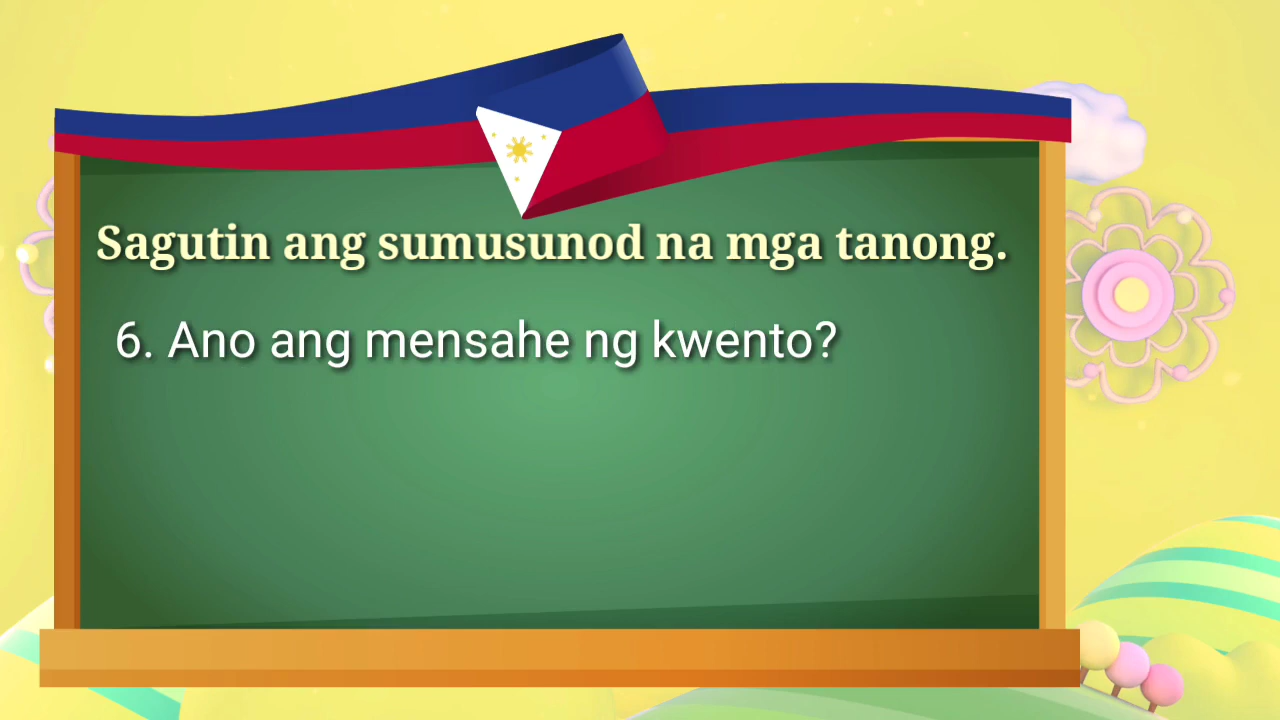 Sagutin ang sumusunod na mga tanong.
6. Ano ang mensahe ng kwento?